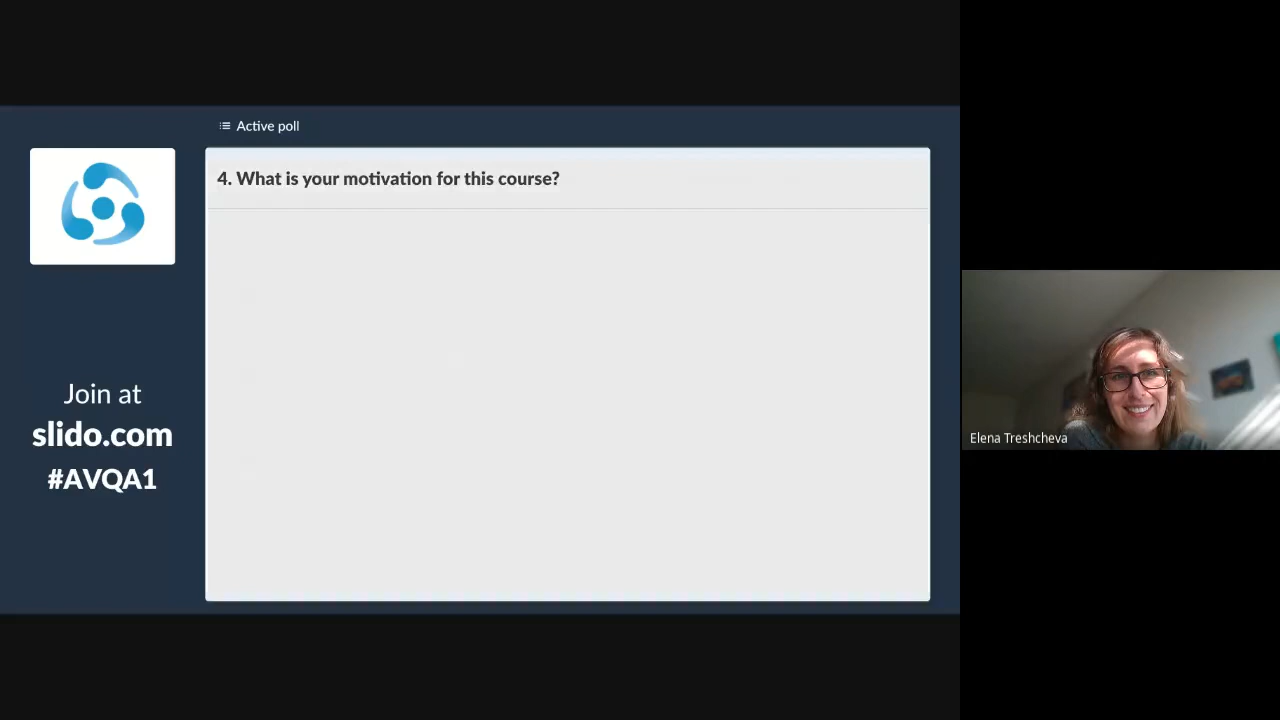 Active poll
4. What is your motivation for this course?
Join at
slido.com
#AVQA1
Elena Treshcheva